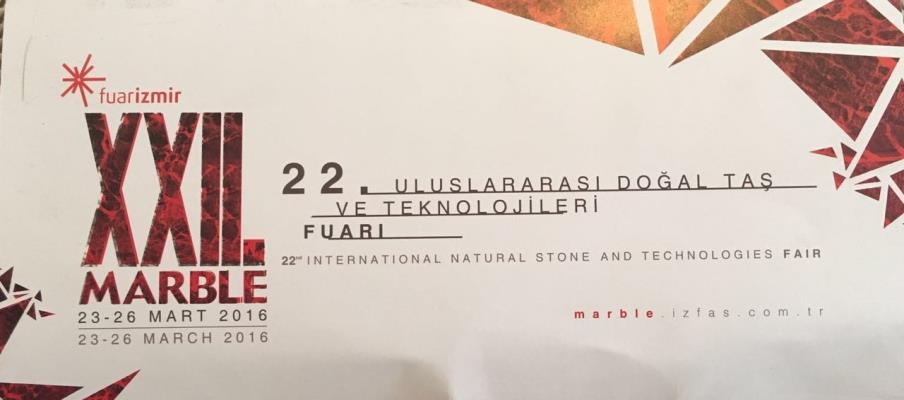 fuarizmir
XXII.
MARBLE
23-26 MART 2016
23-26 MARCH 2016
22. ULUSLARARASI DOĞAL TAŞ
VE TEKNOLOJİLERİ
FUARI
22nd INTERNATIONAL NATURAL STONE AND TECHNOLOGIES FAIR
marble.izfas.com.tr